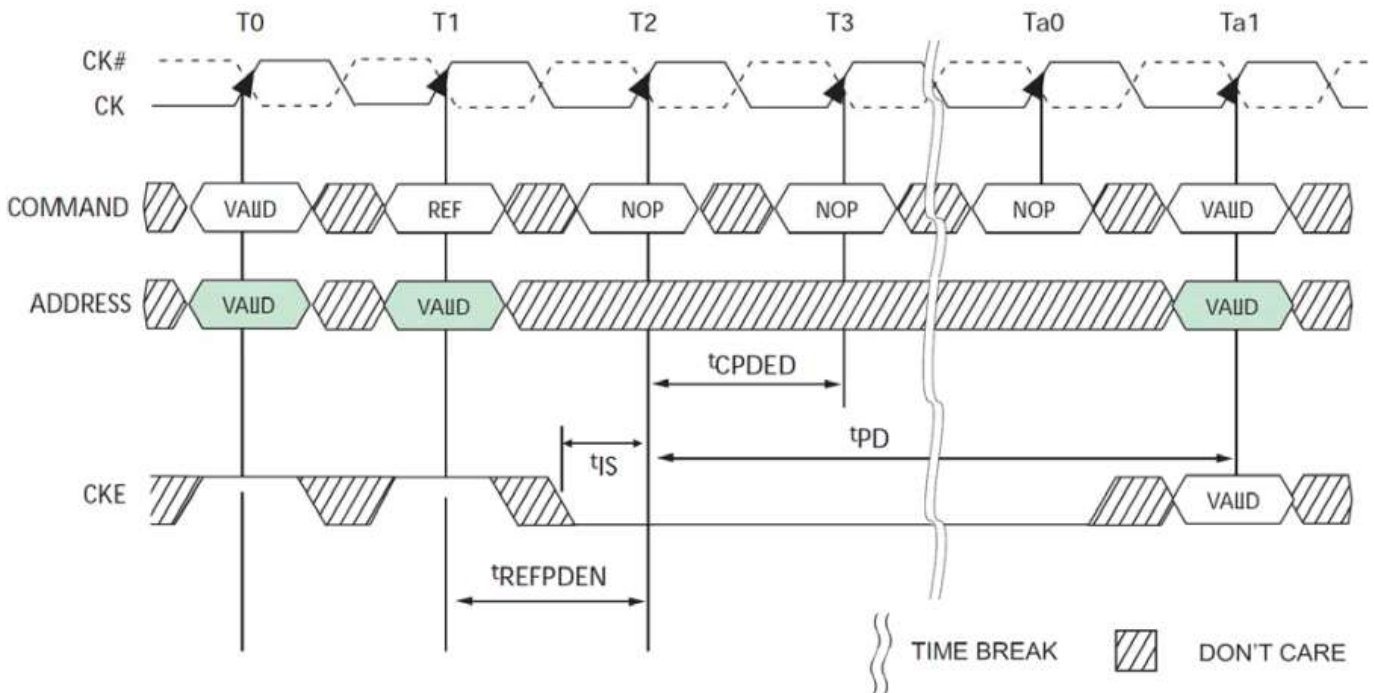 T0 T1 T2 T3 Ta0 Ta1
CK#
CK
COMMAND VALID REF NOP NOP NOP VALID
ADDRESS VALID VALID VALID
tCPDED
tPD
tIS
CKE VALID
tREFPDEN
TIME BREAK DON'T CARE